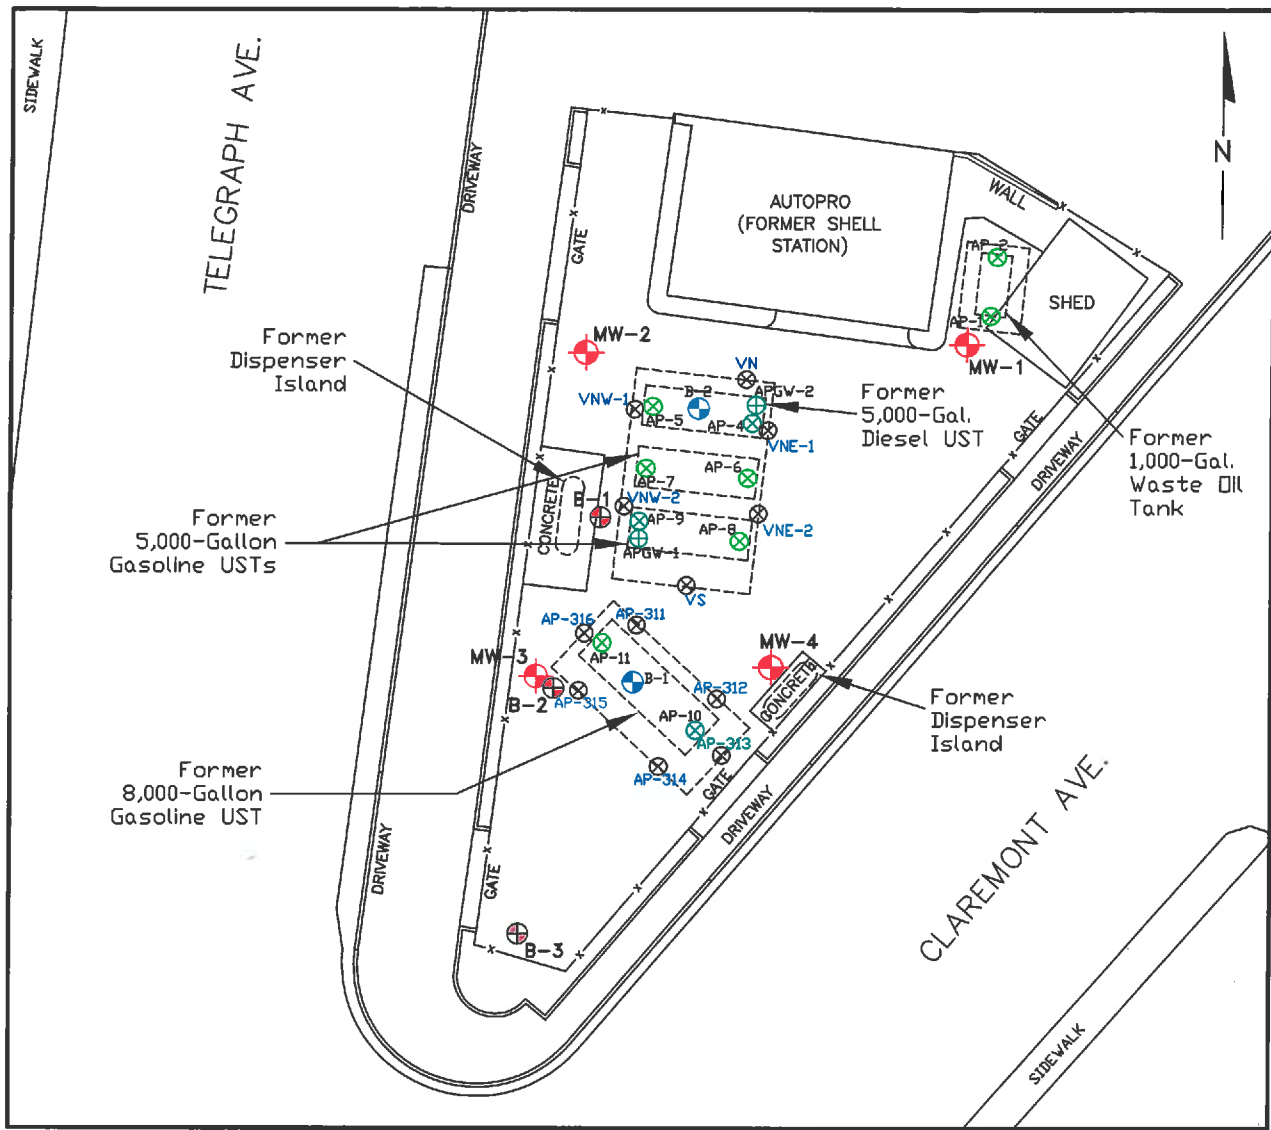 SIDEWALK
TELEGRAPH AVE.
DRIVEWAY
GATE
AUTOPRO
(FORMER SHELL
STATION)
WALL
N
AP-2
SHED
AP-1
MW-1
Former
Dispenser
Island
MW-2
VN
VNW-1
B-2
APGW-2
AP-5
AP-4
VNE-1
Former
5,000-Gal.
Diesel UST
GATE
DRIVEWAY
Former
1,000-Gal.
Waste Oil
Tank
AP-7
AP-6
CONCRETE
B-1
VNW-2
AP-9
AP-8
VNE-2
APGW-1
Former
5,000-Gallon
Gasoline USTs
VS
AP-316
AP-311
AP-11
MW-3
B-2
AP-315
B-1
AP-312
MW-4
CONCRETE
Former
Dispenser
Island
AP-10
AP-313
AP-314
Former
8,000-Gallon
Gasoline UST
GATE
DRIVEWAY
DRIVEWAY
GATE
B-3
CLAREMONT AVE.
SIDEWALK